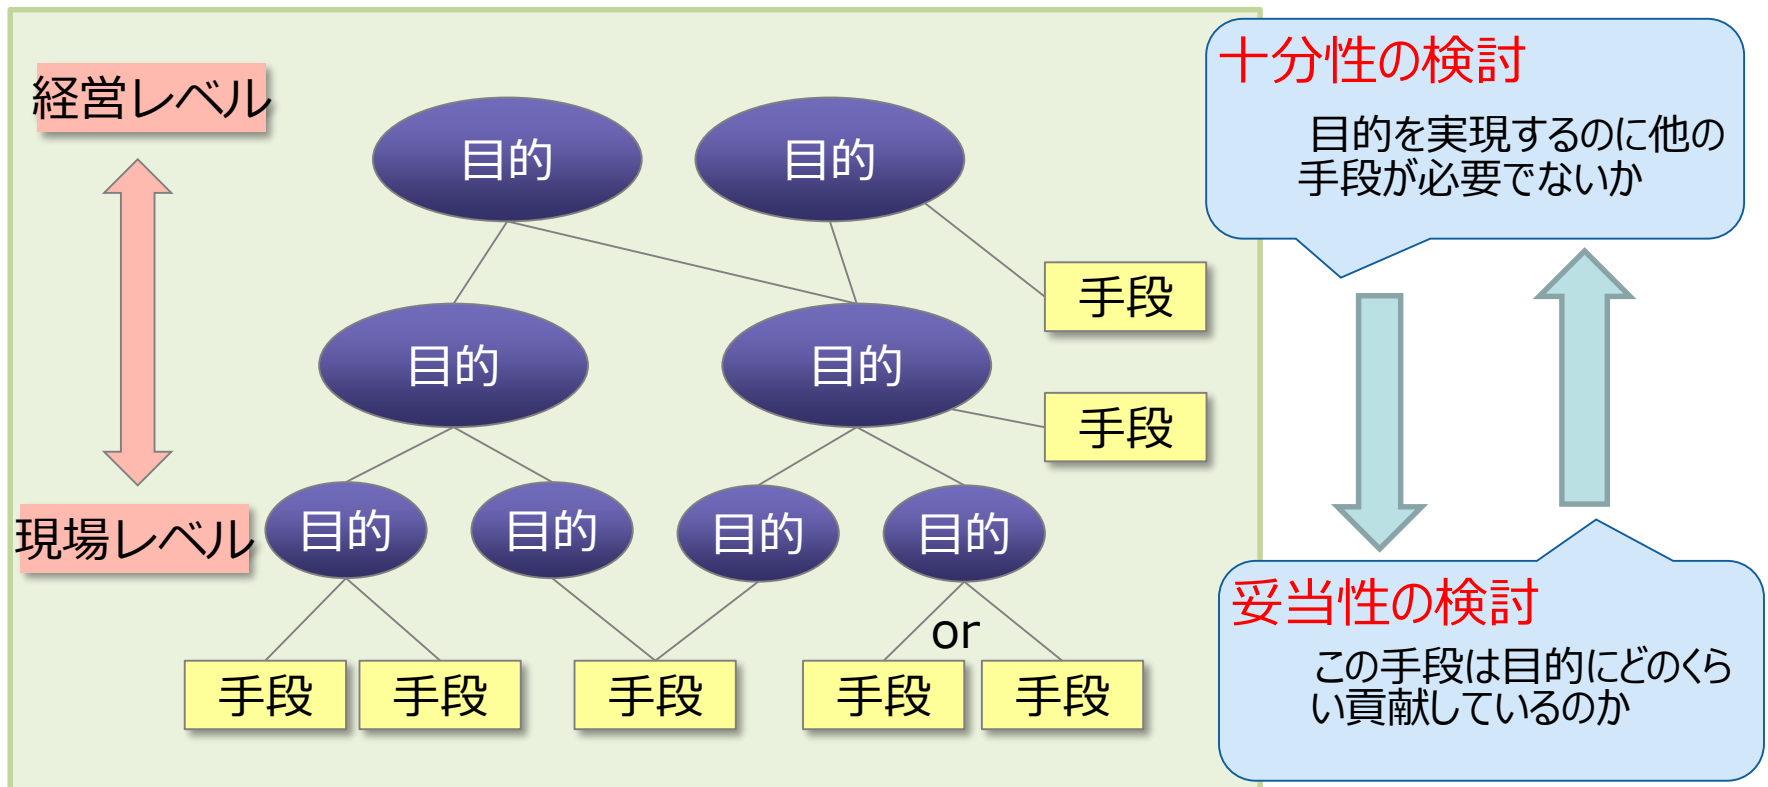 経営レベル
目的
目的
手段
目的
目的
手段
現場レベル
目的
目的
目的
目的
or
手段
手段
手段
手段
手段
十分性の検討
目的を実現するのに他の
手段が必要でないか
妥当性の検討
この手段は目的にどのくら
い貢献しているのか